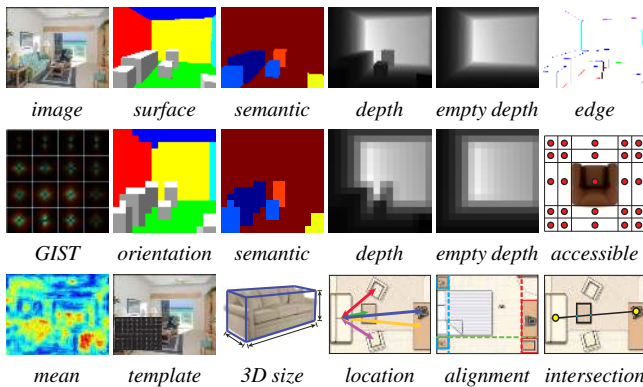 image surface semantic depth empty depth edge
GIST orientation semantic depth empty depth accessible
mean template 3D size location alignment intersection